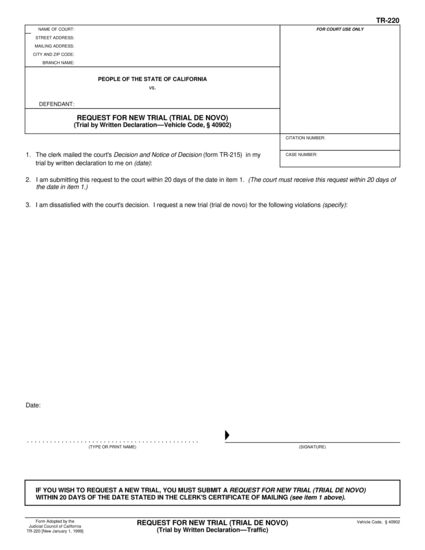 TR-220
NAME OF COURT:
STREET ADDRESS:
MAILING ADDRESS:
CITY AND ZIP CODE:
BRANCH NAME:
FOR COURT USE ONLY
PEOPLE OF THE STATE OF CALIFORNIA
vs.
DEFENDANT:
REQUEST FOR NEW TRIAL (TRIAL DE NOVO)
(Trial by Written Declaration—Vehicle Code, § 40902)
CITATION NUMBER:
CASE NUMBER:
1. The clerk mailed the court's Decision and Notice of Decision (form TR-215) in my
trial by written declaration to me on (date):
2. I am submitting this request to the court within 20 days of the date in item 1. (The court must receive this request within 20 days of
the date in item 1.)
3. I am dissatisfied with the court's decision. I request a new trial (trial de novo) for the following violations (specify):
Date:
(TYPE OR PRINT NAME)
(SIGNATURE)
IF YOU WISH TO REQUEST A NEW TRIAL, YOU MUST SUBMIT A REQUEST FOR NEW TRIAL (TRIAL DE NOVO)
WITHIN 20 DAYS OF THE DATE STATED IN THE CLERK'S CERTIFICATE OF MAILING (see item 1 above).
Form Adopted by the
Judicial Council of California
TR-220 [New January 1, 1999]
REQUEST FOR NEW TRIAL (TRIAL DE NOVO)
(Trial by Written Declaration—Traffic)
Vehicle Code, § 40902